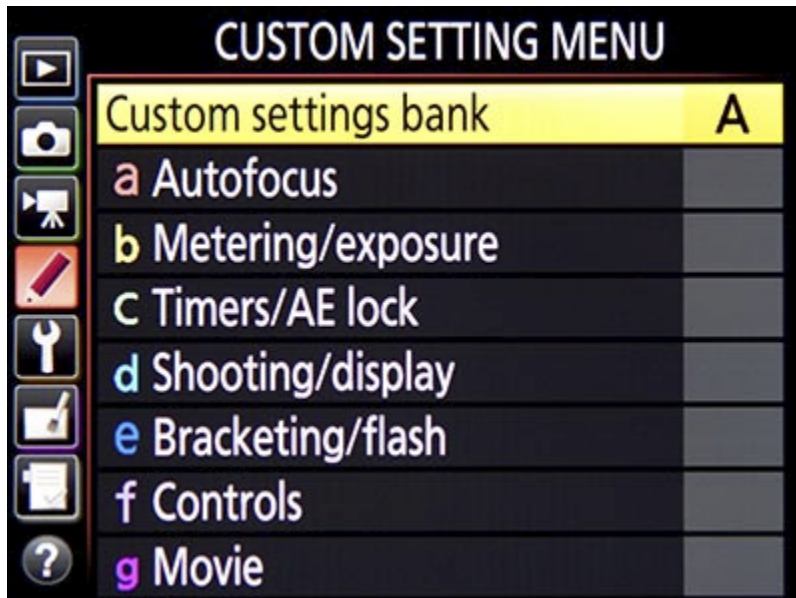 CUSTOM SETTING MENU
Custom settings bank A
a Autofocus
b Metering/exposure
c Timers/AE lock
d Shooting/display
e Bracketing/flash
f Controls
g Movie
?